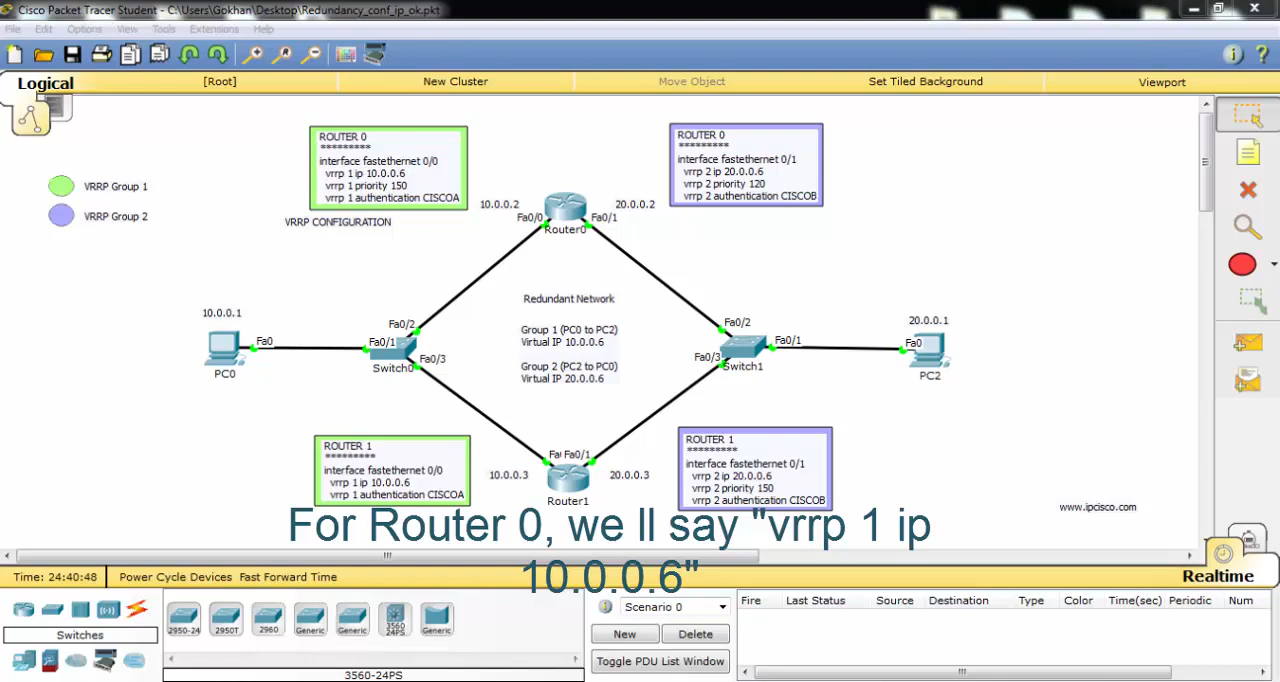 Cisco Packet Tracer Student - C:\Users\Gokhan\Desktop\Redundancy_conf_ip_ok.pkt
File Edit Options View Tools Extensions Help
Logical [Root] New Cluster Move Object Set Tiled Background Viewport
ROUTER 0
*********
interface fastethernet 0/0
vrrp 1 ip 10.0.0.6
vrrp 1 priority 150
vrrp 1 authentication CISCOA
ROUTER 0
*********
interface fastethernet 0/1
vrrp 2 ip 20.0.0.6
vrrp 2 priority 120
vrrp 2 authentication CISCOB
VRRP Group 1
VRRP Group 2
VRRP CONFIGURATION
10.0.0.2
20.0.0.2
Fa0/0
Fa0/1
Router0
Redundant Network
Group 1 (PC0 to PC2)
Virtual IP 10.0.0.6
Group 2 (PC2 to PC0)
Virtual IP 20.0.0.6
10.0.0.1
Fa0
PC0
Fa0/2
Fa0/1
Fa0/3
Switch0
Fa0/2
Fa0/1
Fa0/3
Switch1
20.0.0.1
Fa0
PC2
ROUTER 1
*********
interface fastethernet 0/0
vrrp 1 ip 10.0.0.6
vrrp 1 authentication CISCOA
10.0.0.3
Fa0/1
20.0.0.3
Router1
ROUTER 1
*********
interface fastethernet 0/1
vrrp 2 ip 20.0.0.6
vrrp 2 priority 150
vrrp 2 authentication CISCOB
www.ipcisco.com
For Router 0, we ll say "vrrp 1 ip
10.0.0.6"
Realtime
Time: 24:40:48 Power Cycle Devices Fast Forward Time
Switches
2950-24 2950T 2960 Generic Generic 3560 24PS Generic
3560-24PS
Scenario 0
New Delete
Toggle PDU List Window
Fire Last Status Source Destination Type Color Time(sec) Periodic Num